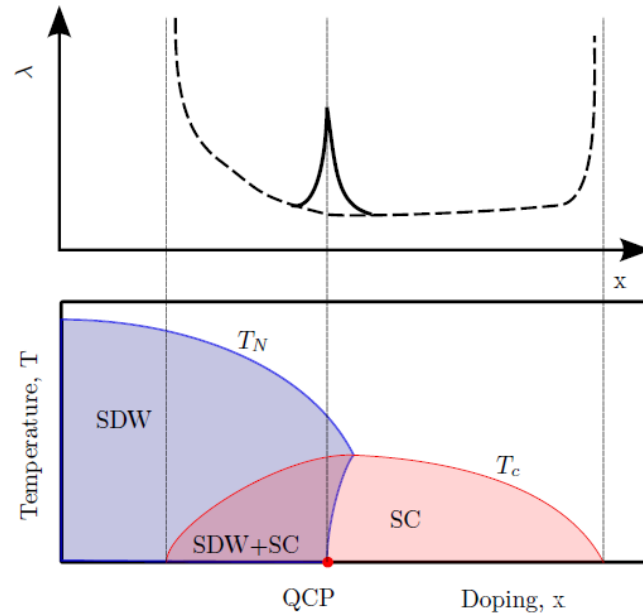 λ
x
Temperature, T
T_N
SDW
T_c
SC
SDW+SC
QCP
Doping, x